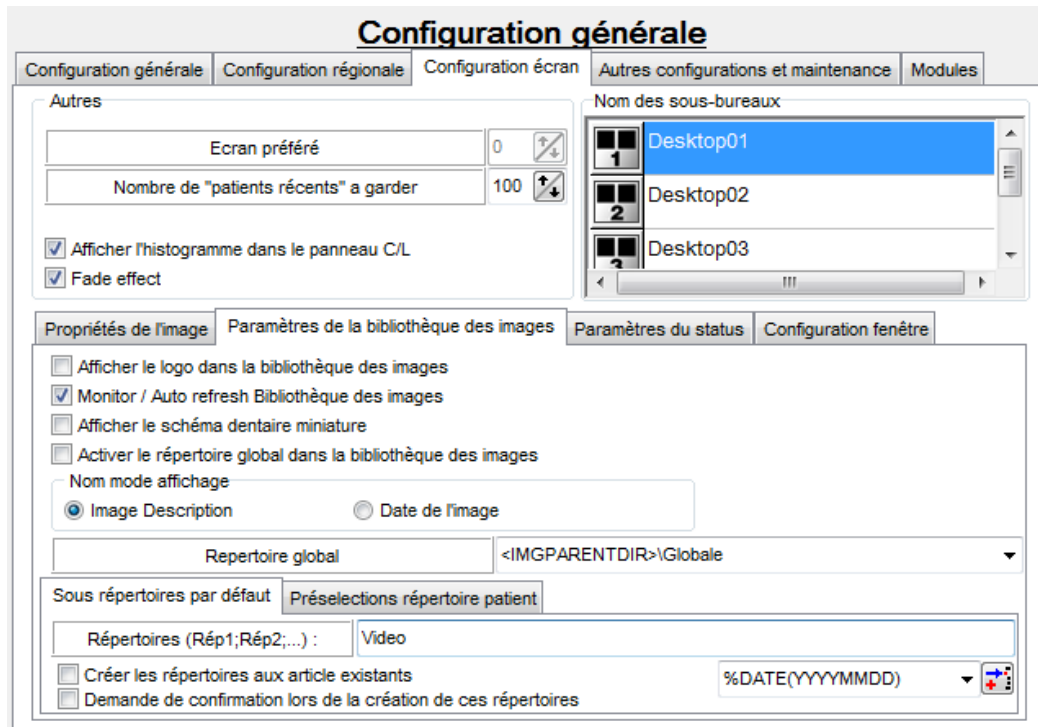 Configuration générale
Configuration générale Configuration régionale Configuration écran Autres configurations et maintenance Modules
Autres
Ecran préféré 0
Nombre de "patients récents" a garder 100
Afficher l'histogramme dans le panneau C/L
Fade effect
Nom des sous-bureaux
1 Desktop01
2 Desktop02
3 Desktop03
Propriétés de l'image Paramètres de la bibliothèque des images Paramètres du status Configuration fenêtre
Afficher le logo dans la bibliothèque des images
Monitor / Auto refresh Bibliothèque des images
Afficher le schéma dentaire miniature
Activer le répertoire global dans la bibliothèque des images
Nom mode affichage
Image Description Date de l'image
Repertoire global <IMGPARENTDIR>\Globale
Sous répertoires par défaut Préselections répertoire patient
Répertoires (Rép1;Rép2;...) : Video
Créer les répertoires aux article existants %DATE(YYYYMMDD)
Demande de confirmation lors de la création de ces répertoires